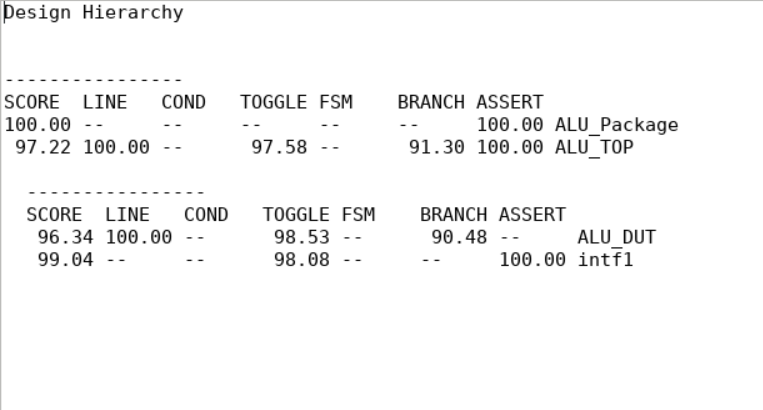 Design Hierarchy
----------------
SCORE  LINE   COND   TOGGLE FSM    BRANCH ASSERT
100.00 --     --     --     --     --     100.00 ALU_Package
 97.22 100.00 --      97.58 --      91.30 100.00 ALU_TOP
  ----------------
  SCORE  LINE   COND   TOGGLE FSM    BRANCH ASSERT
   96.34 100.00 --      98.53 --      90.48 --     ALU_DUT
   99.04 --     --      98.08 --     --     100.00 intf1